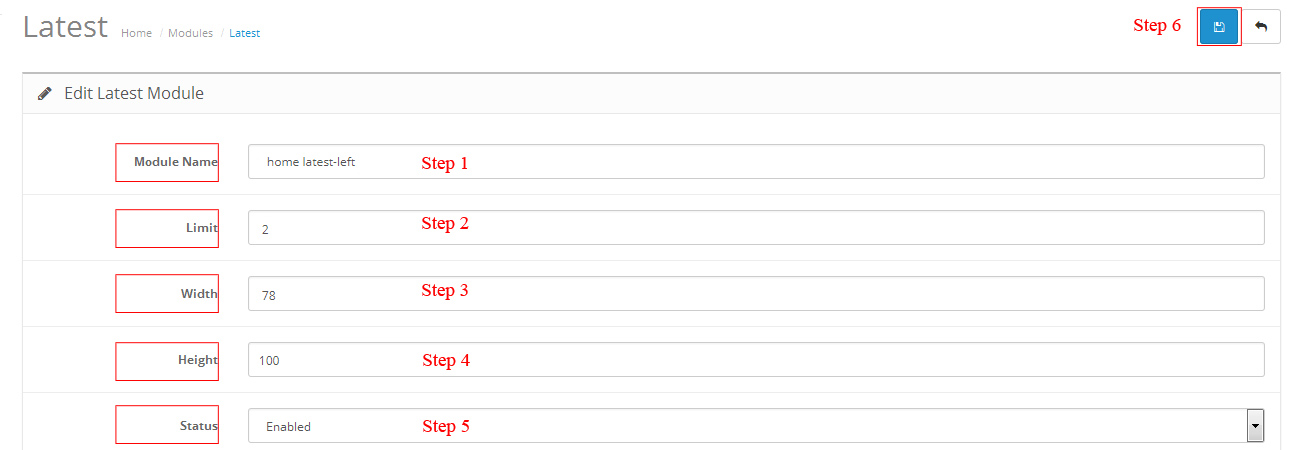 Latest Home / Modules / Latest Step 6
Edit Latest Module
Module Name home latest-left Step 1
Limit 2 Step 2
Width 78 Step 3
Height 100 Step 4
Status Enabled Step 5